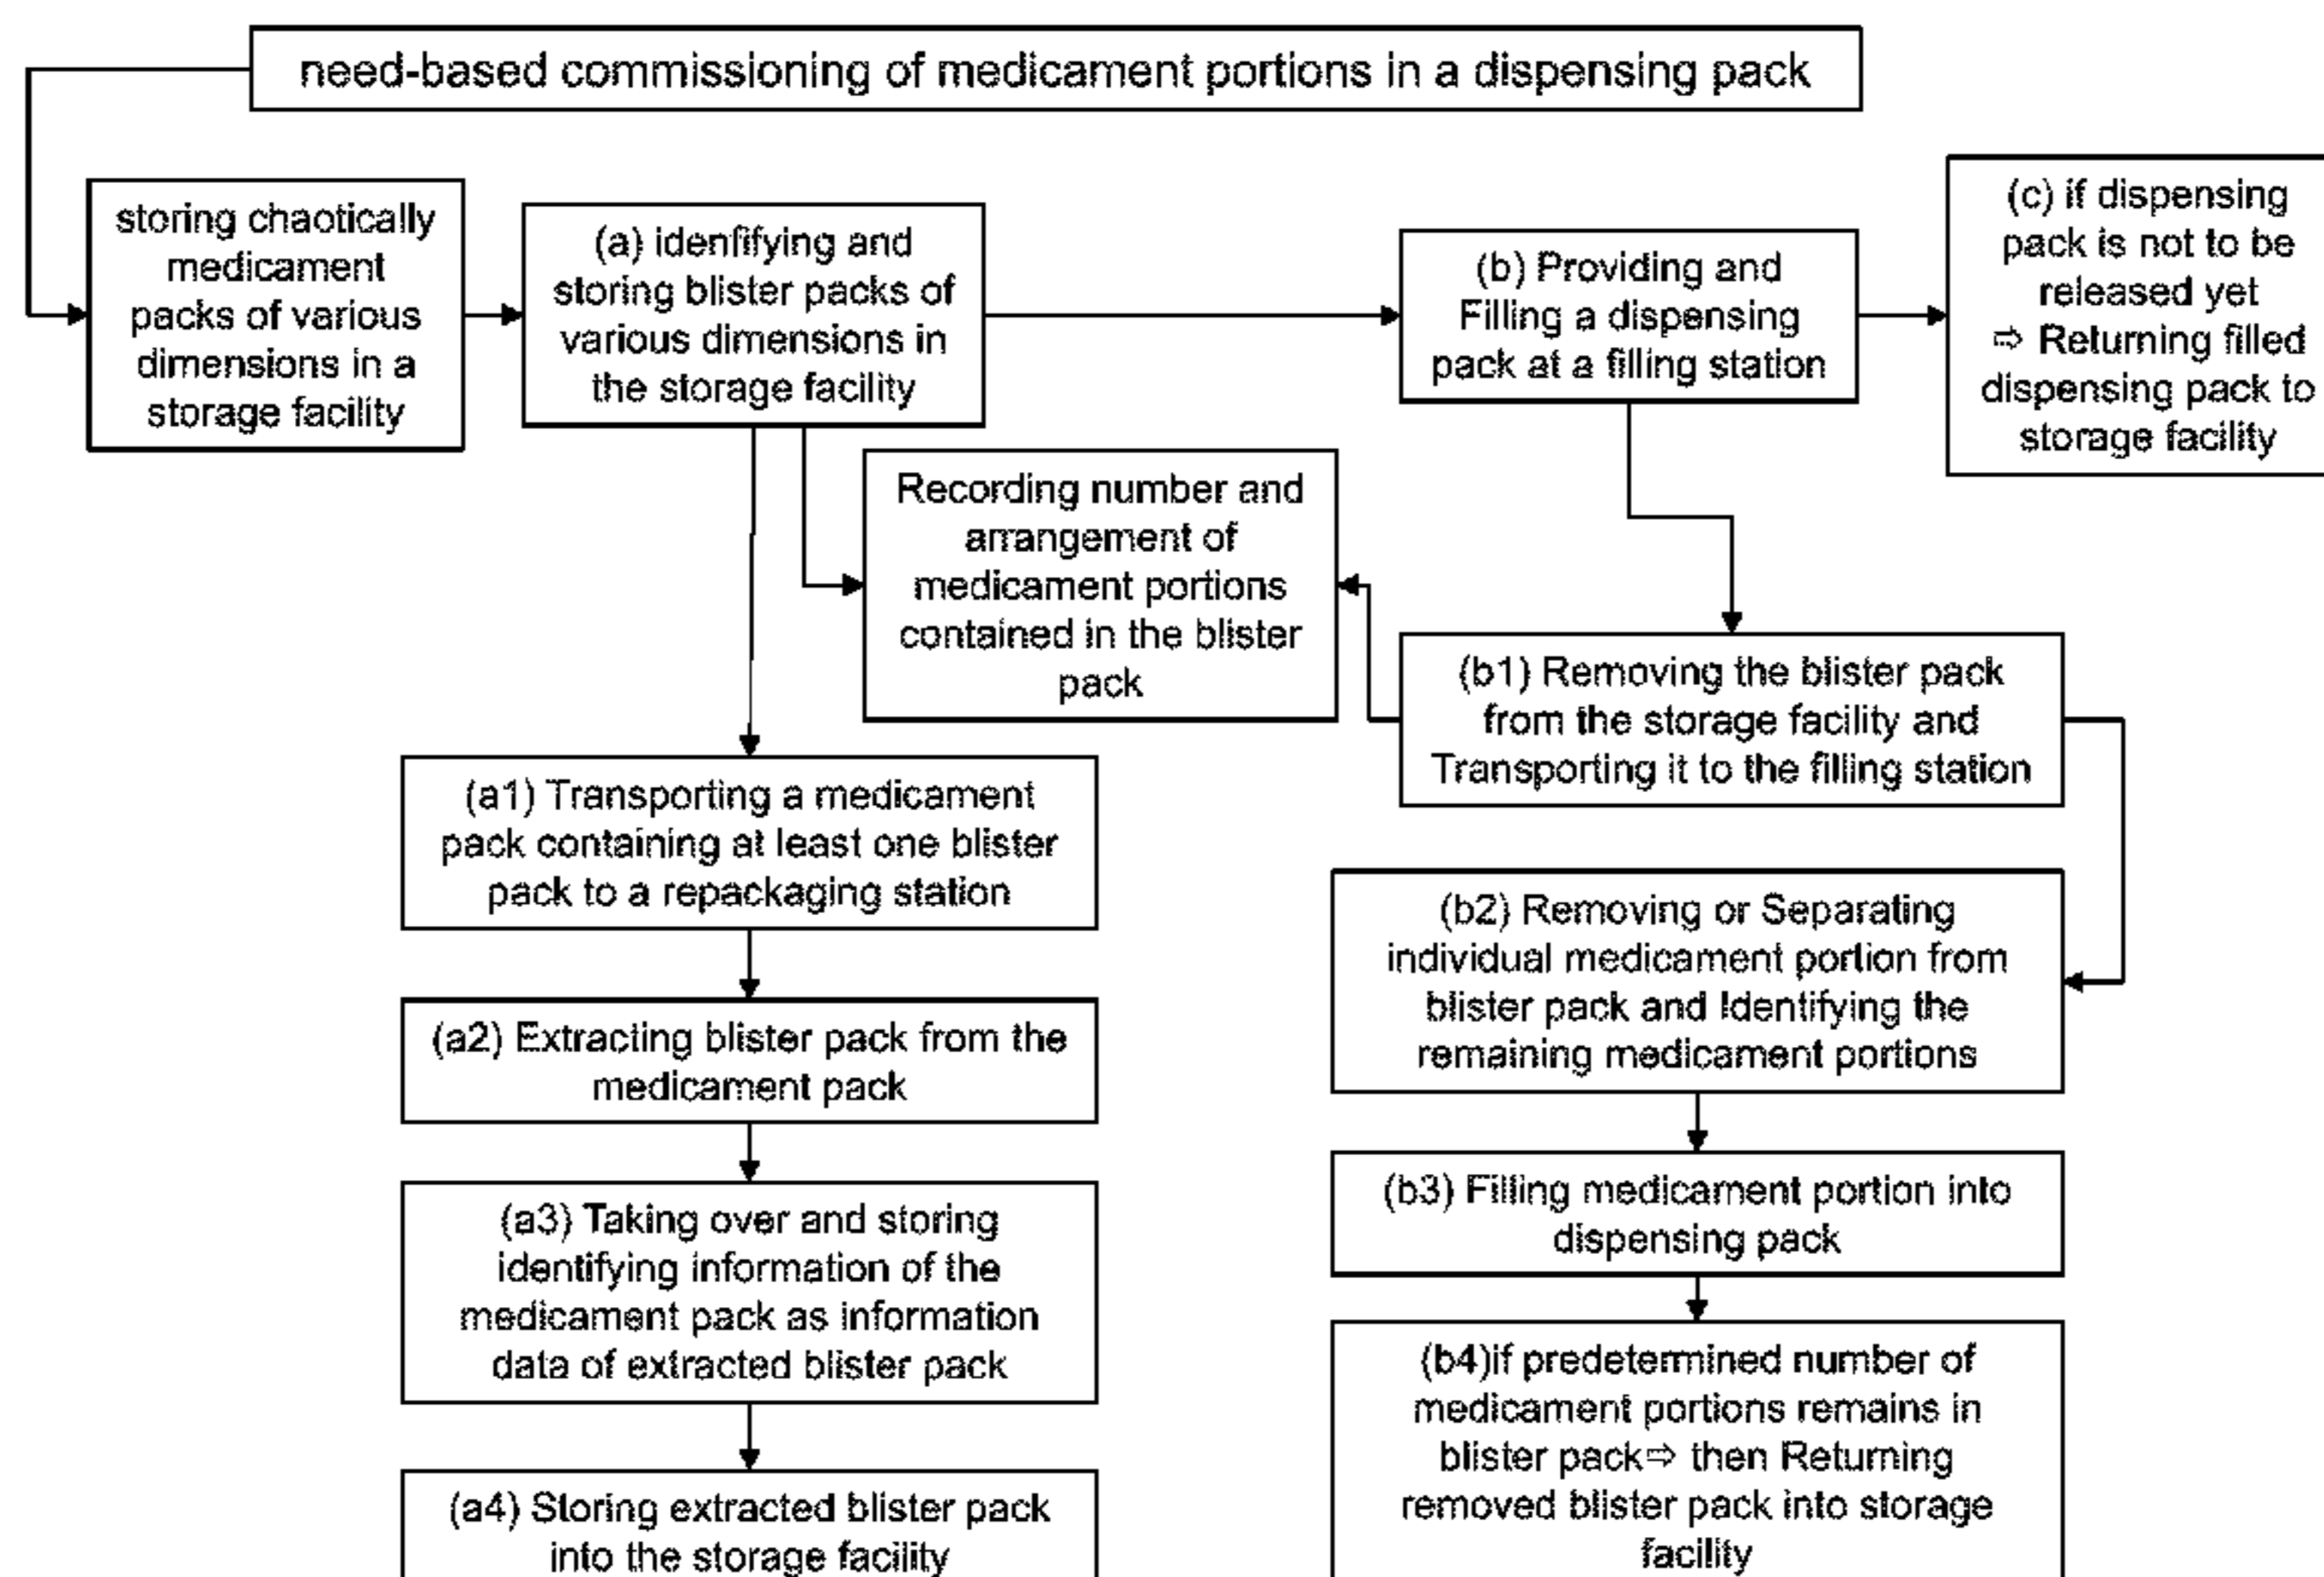 need-based commissioning of medicament portions in a dispensing pack
storing chaotically
medicament
packs of various
dimensions in a
storage facility
(a) idenfifying and
storing blister packs of
various dimensions in
the storage facility
(b) Providing and
Filling a dispensing
pack at a filling station
(c) if dispensing
pack is not to be
released yet
⇨ Returning filled
dispensing pack to
storage facility
Recording number and
arrangement of
medicament portions
contained in the blister
pack
(b1) Removing the blister pack
from the storage facility and
Transporting it to the filling station
(a1) Transporting a medicament
pack containing at least one blister
pack to a repackaging station
(b2) Removing or Separating
individual medicament portion from
blister pack and Identifying the
remaining medicament portions
(a2) Extracting blister pack from the
medicament pack
(b3) Filling medicament portion into
dispensing pack
(a3) Taking over and storing
identifying information of the
medicament pack as information
data of extracted blister pack
(b4)if predetermined number of
medicament portions remains in
blister pack⇨ then Returning
removed blister pack into storage
facility
(a4) Storing extracted blister pack
into the storage facility